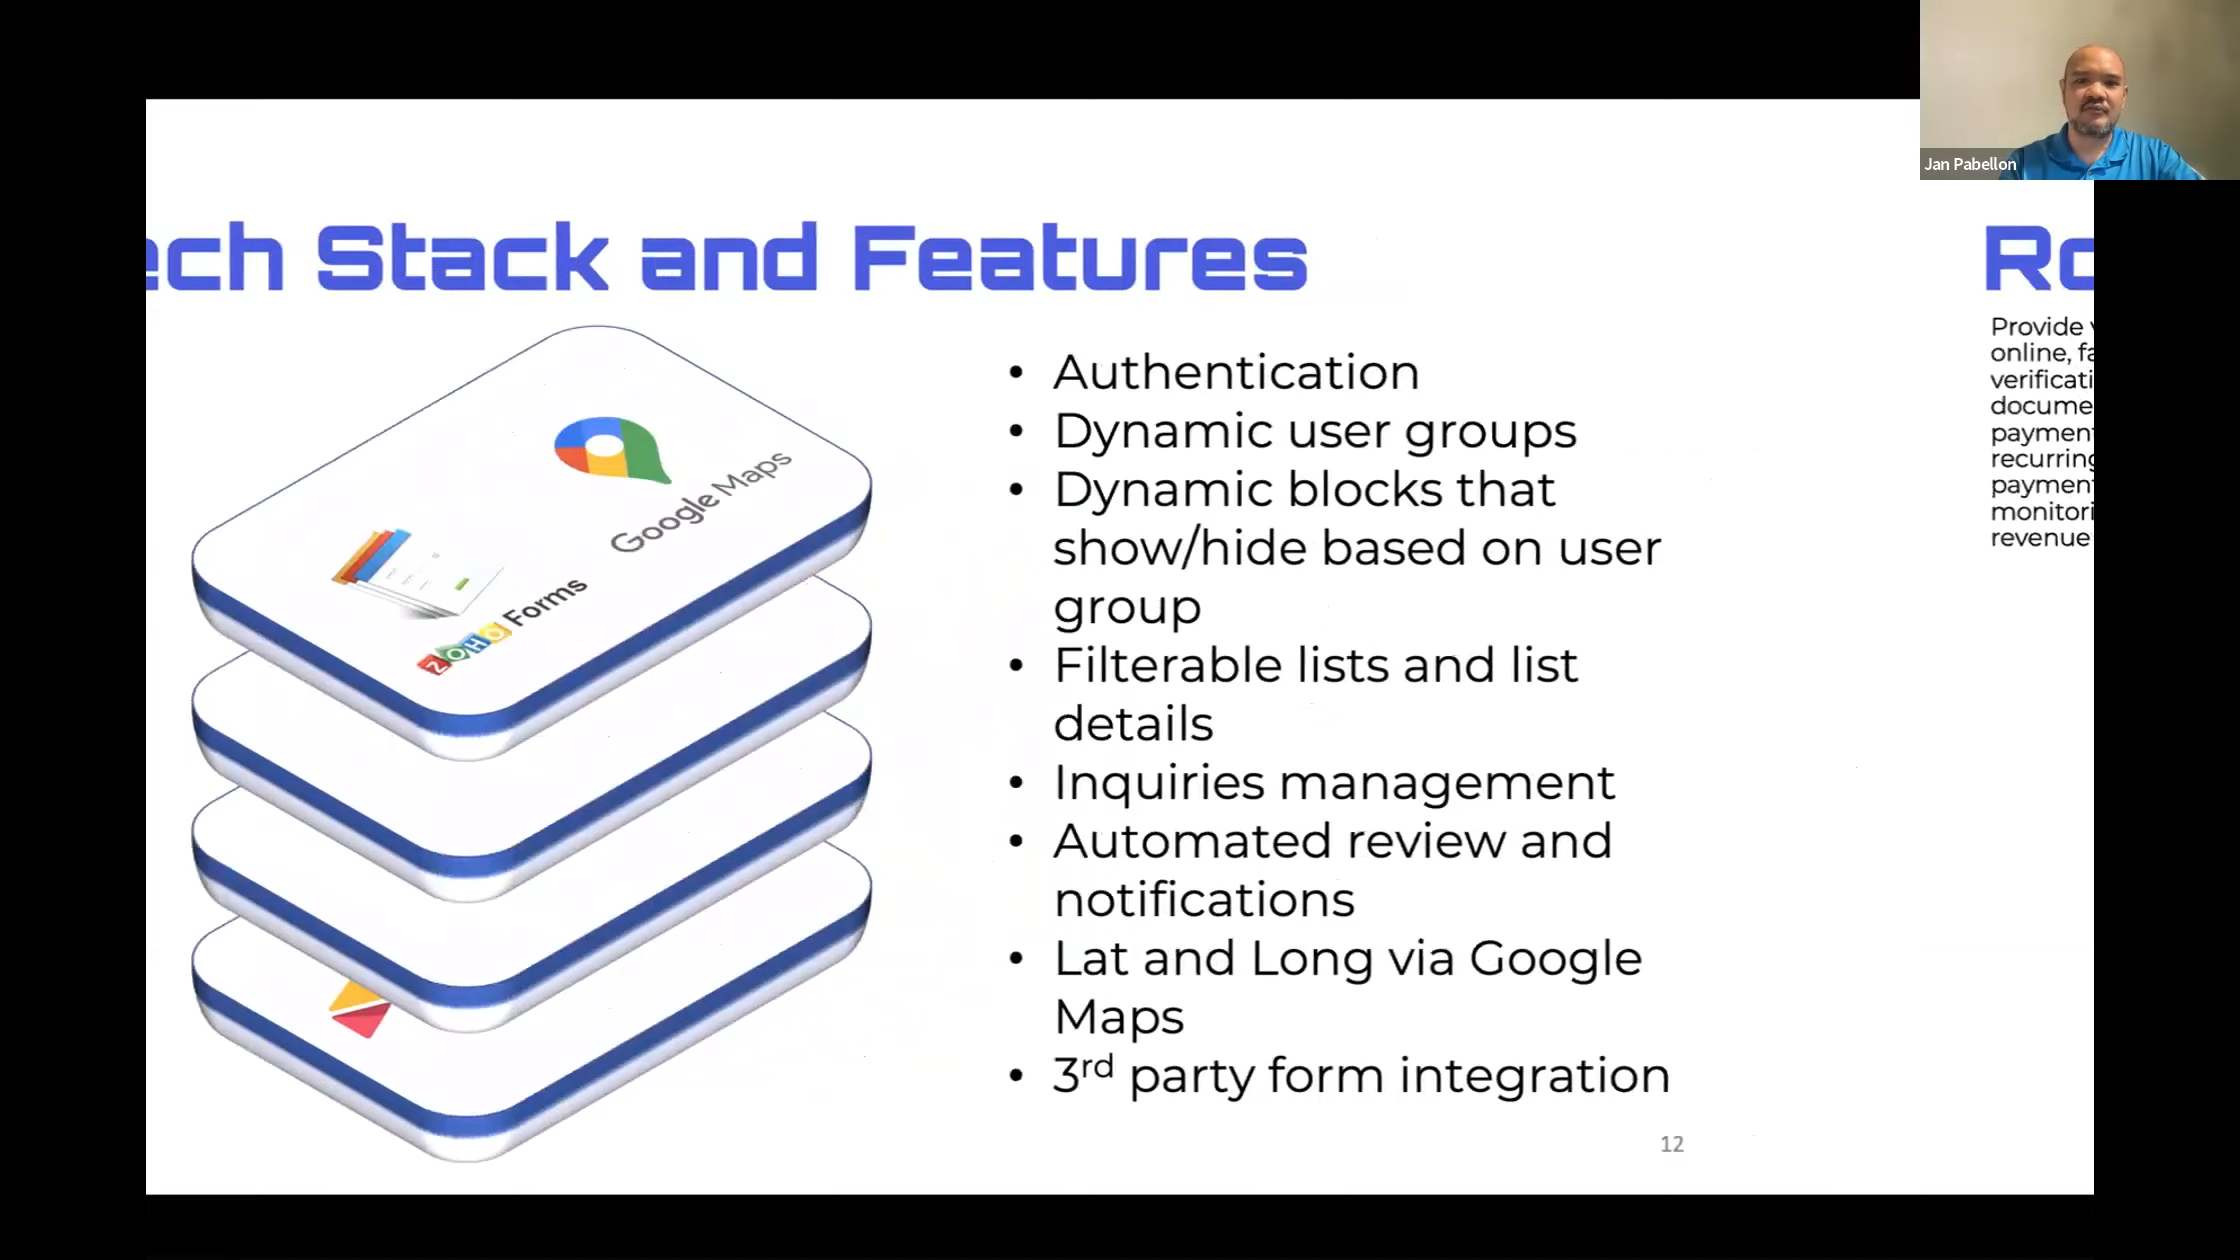 Jan Pabellon
ech Stack and Features
Google Maps
ZOHO Forms
• Authentication
• Dynamic user groups
• Dynamic blocks that
show/hide based on user
group
• Filterable lists and list
details
• Inquiries management
• Automated review and
notifications
• Lat and Long via Google
Maps
• 3rd party form integration
12
Ro
Provide
online, fa
verificati
docume
paymen
recurring
paymen
monitori
revenue